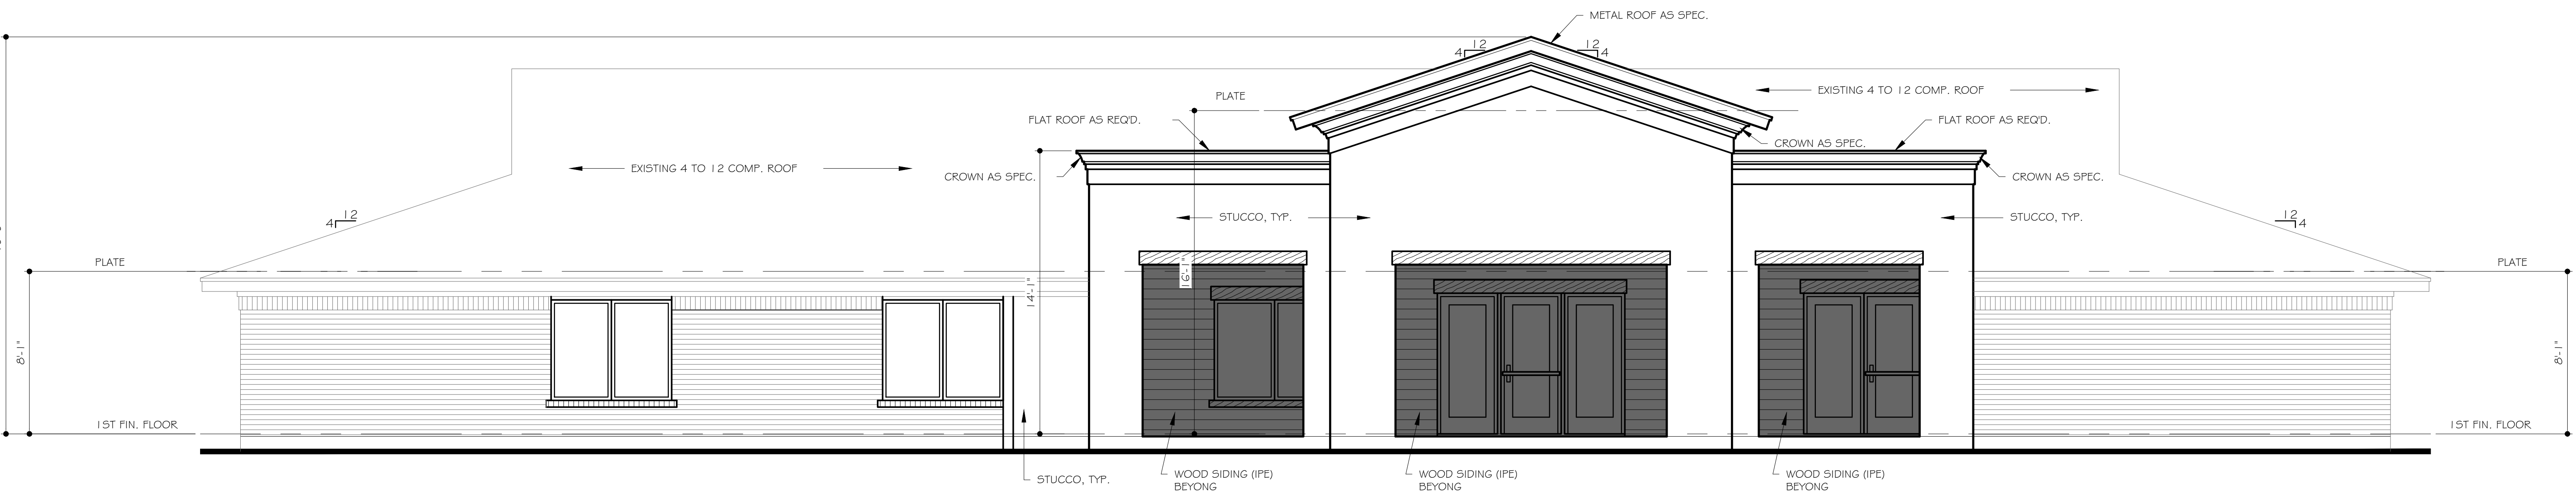 METAL ROOF AS SPEC.
12
4
12
4
PLATE
EXISTING 4 TO 12 COMP. ROOF
FLAT ROOF AS REQ'D.
FLAT ROOF AS REQ'D.
CROWN AS SPEC.
EXISTING 4 TO 12 COMP. ROOF
CROWN AS SPEC.
CROWN AS SPEC.
12
4
STUCCO, TYP.
STUCCO, TYP.
12
4
PLATE
PLATE
16'-1"
14'-1"
8'-1"
8'-1"
1ST FIN. FLOOR
1ST FIN. FLOOR
STUCCO, TYP.
WOOD SIDING (IPE)
BEYONG
WOOD SIDING (IPE)
BEYONG
WOOD SIDING (IPE)
BEYONG